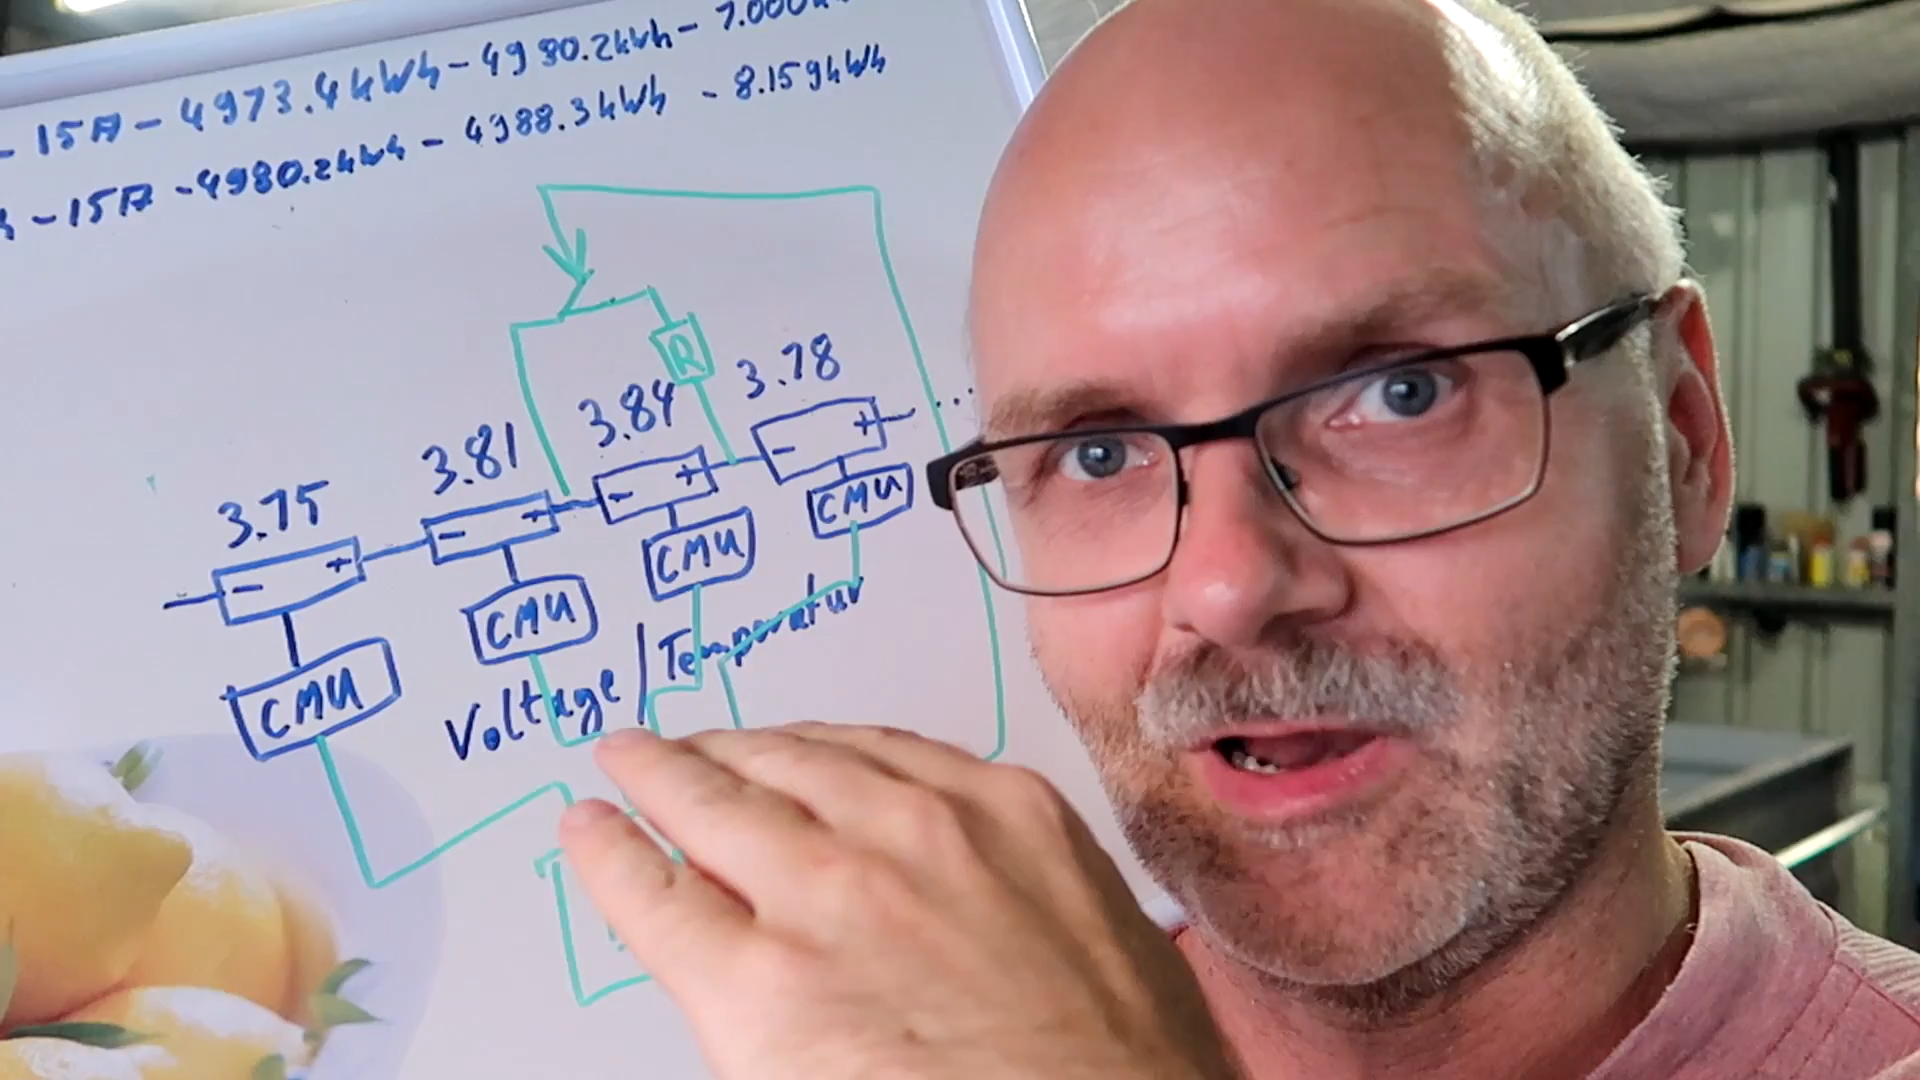 - 15A - 4973.4kWh - 4980.2kWh - 7.000
- 15A - 4980.2kWh - 4988.3kWh - 8.159kWh
R
3.75 3.81 3.84 3.78 ...
- + - + - + - +
CMU CMU CMU CMU
Voltage / Temperatur